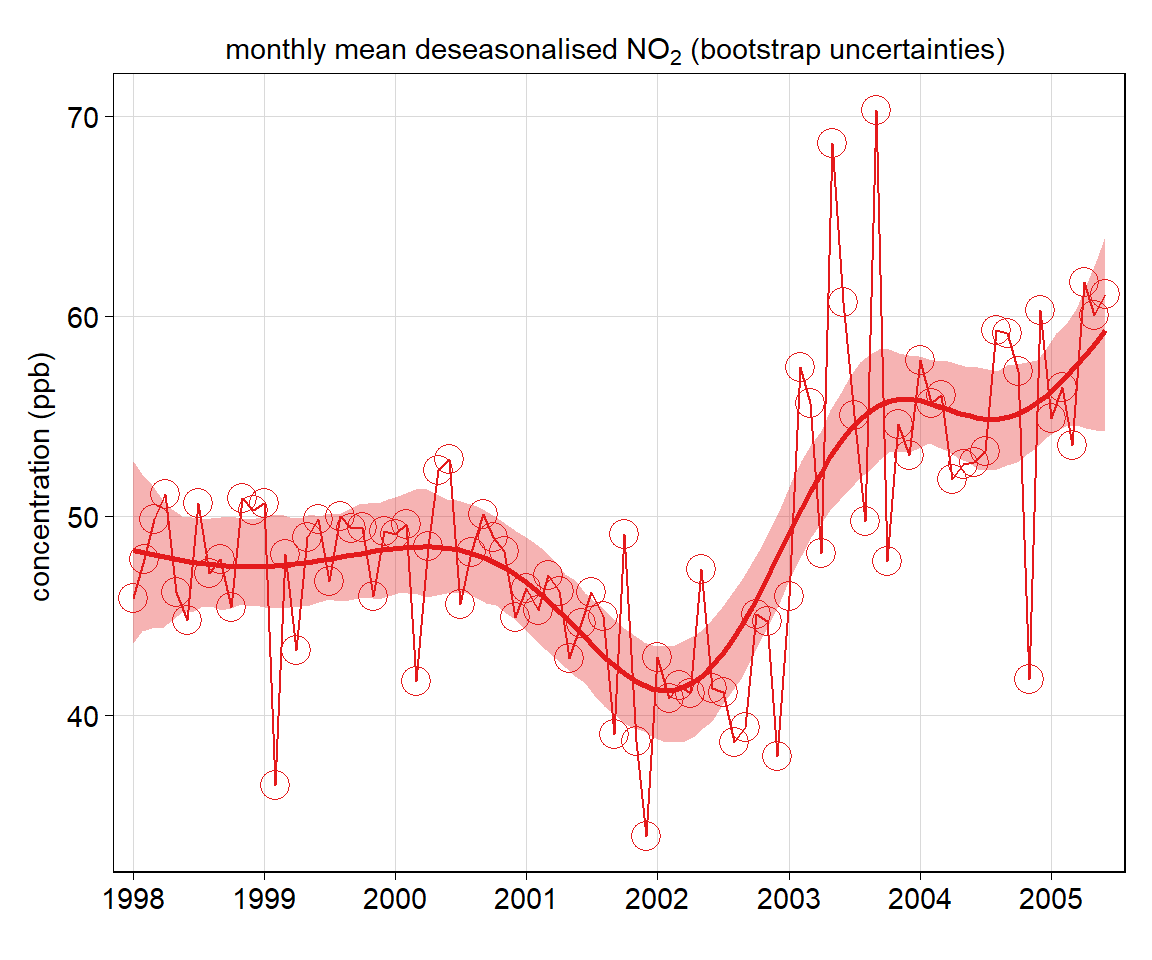 monthly mean deseasonalised NO₂ (bootstrap uncertainties)
concentration (ppb)
70
60
50
40
1998 1999 2000 2001 2002 2003 2004 2005